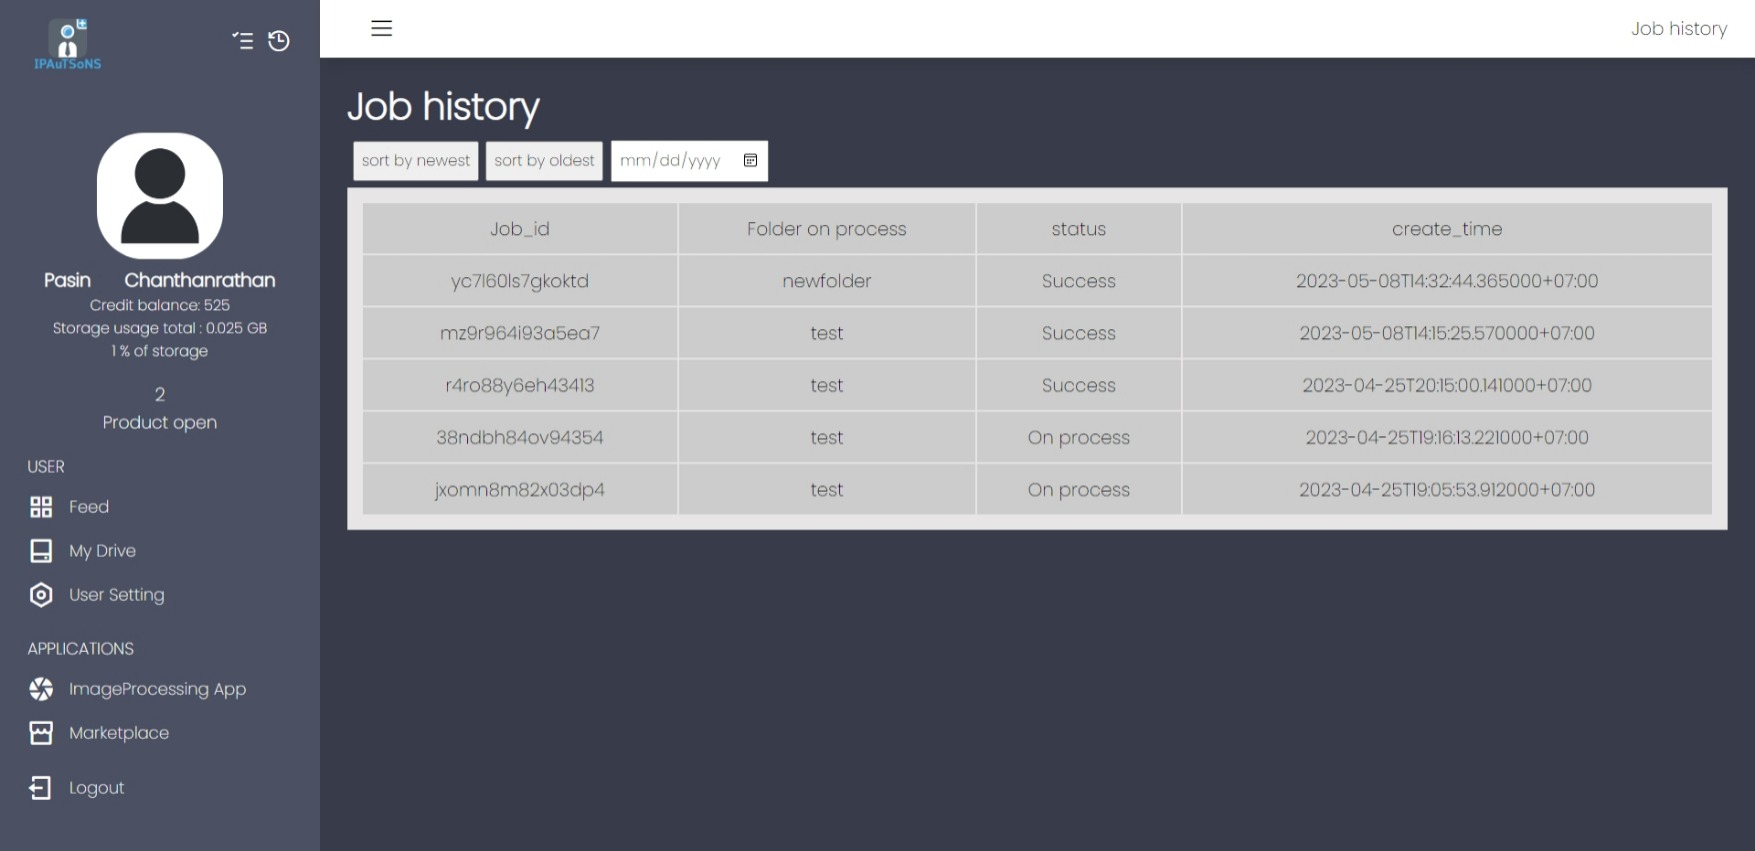 IPAuTSoNS
Pasin Chanthanrathan
Credit balance: 525
Storage usage total : 0.025 GB
1 % of storage
2
Product open
USER
Feed
My Drive
User Setting
APPLICATIONS
ImageProcessing App
Marketplace
Logout
Job history
Job history
sort by newest sort by oldest mm/dd/yyyy
Job_id Folder on process status create_time
yc7l60ls7gkoktd newfolder Success 2023-05-08T14:32:44.365000+07:00
mz9r964i93a5ea7 test Success 2023-05-08T14:15:25.570000+07:00
r4ro88y6eh43413 test Success 2023-04-25T20:15:00.141000+07:00
38ndbh84ov94354 test On process 2023-04-25T19:16:13.221000+07:00
jxomn8m82x03dp4 test On process 2023-04-25T19:05:53.912000+07:00